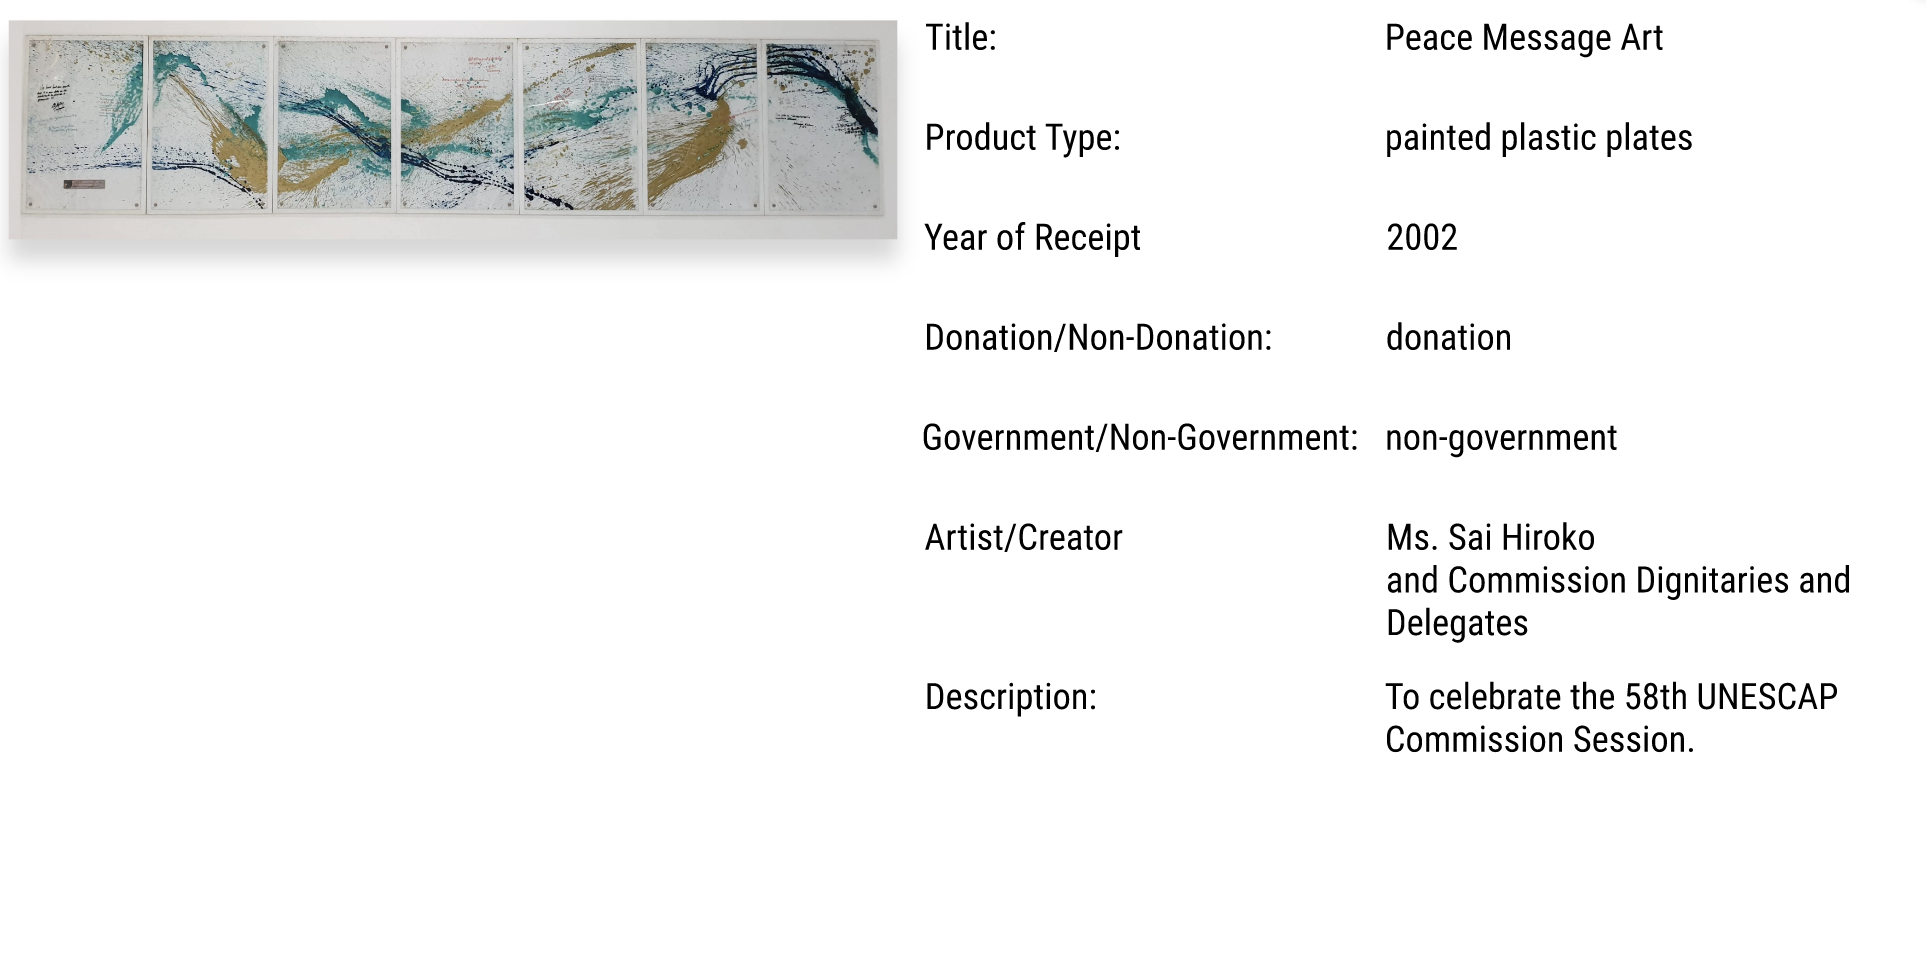 Title: Peace Message Art
Product Type: painted plastic plates
Year of Receipt 2002
Donation/Non-Donation: donation
Government/Non-Government: non-government
Artist/Creator Ms. Sai Hiroko
and Commission Dignitaries and
Delegates
Description: To celebrate the 58th UNESCAP
Commission Session.